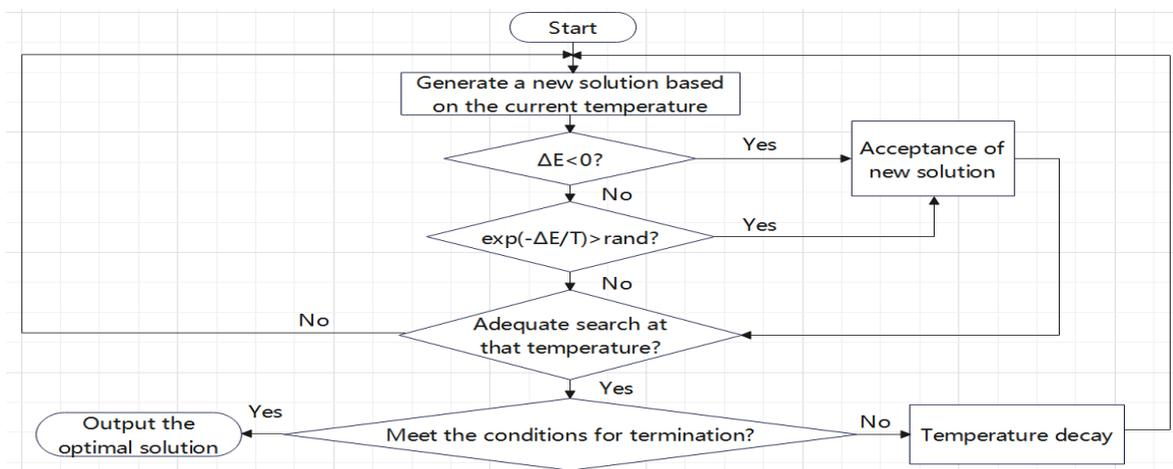 Start
Generate a new solution based
on the current temperature
ΔE<0?
Yes
Acceptance of
new solution
No
exp(-ΔE/T)>rand?
Yes
No
No
Adequate search at
that temperature?
Yes
Yes
Output the
optimal solution
Meet the conditions for termination?
No
Temperature decay